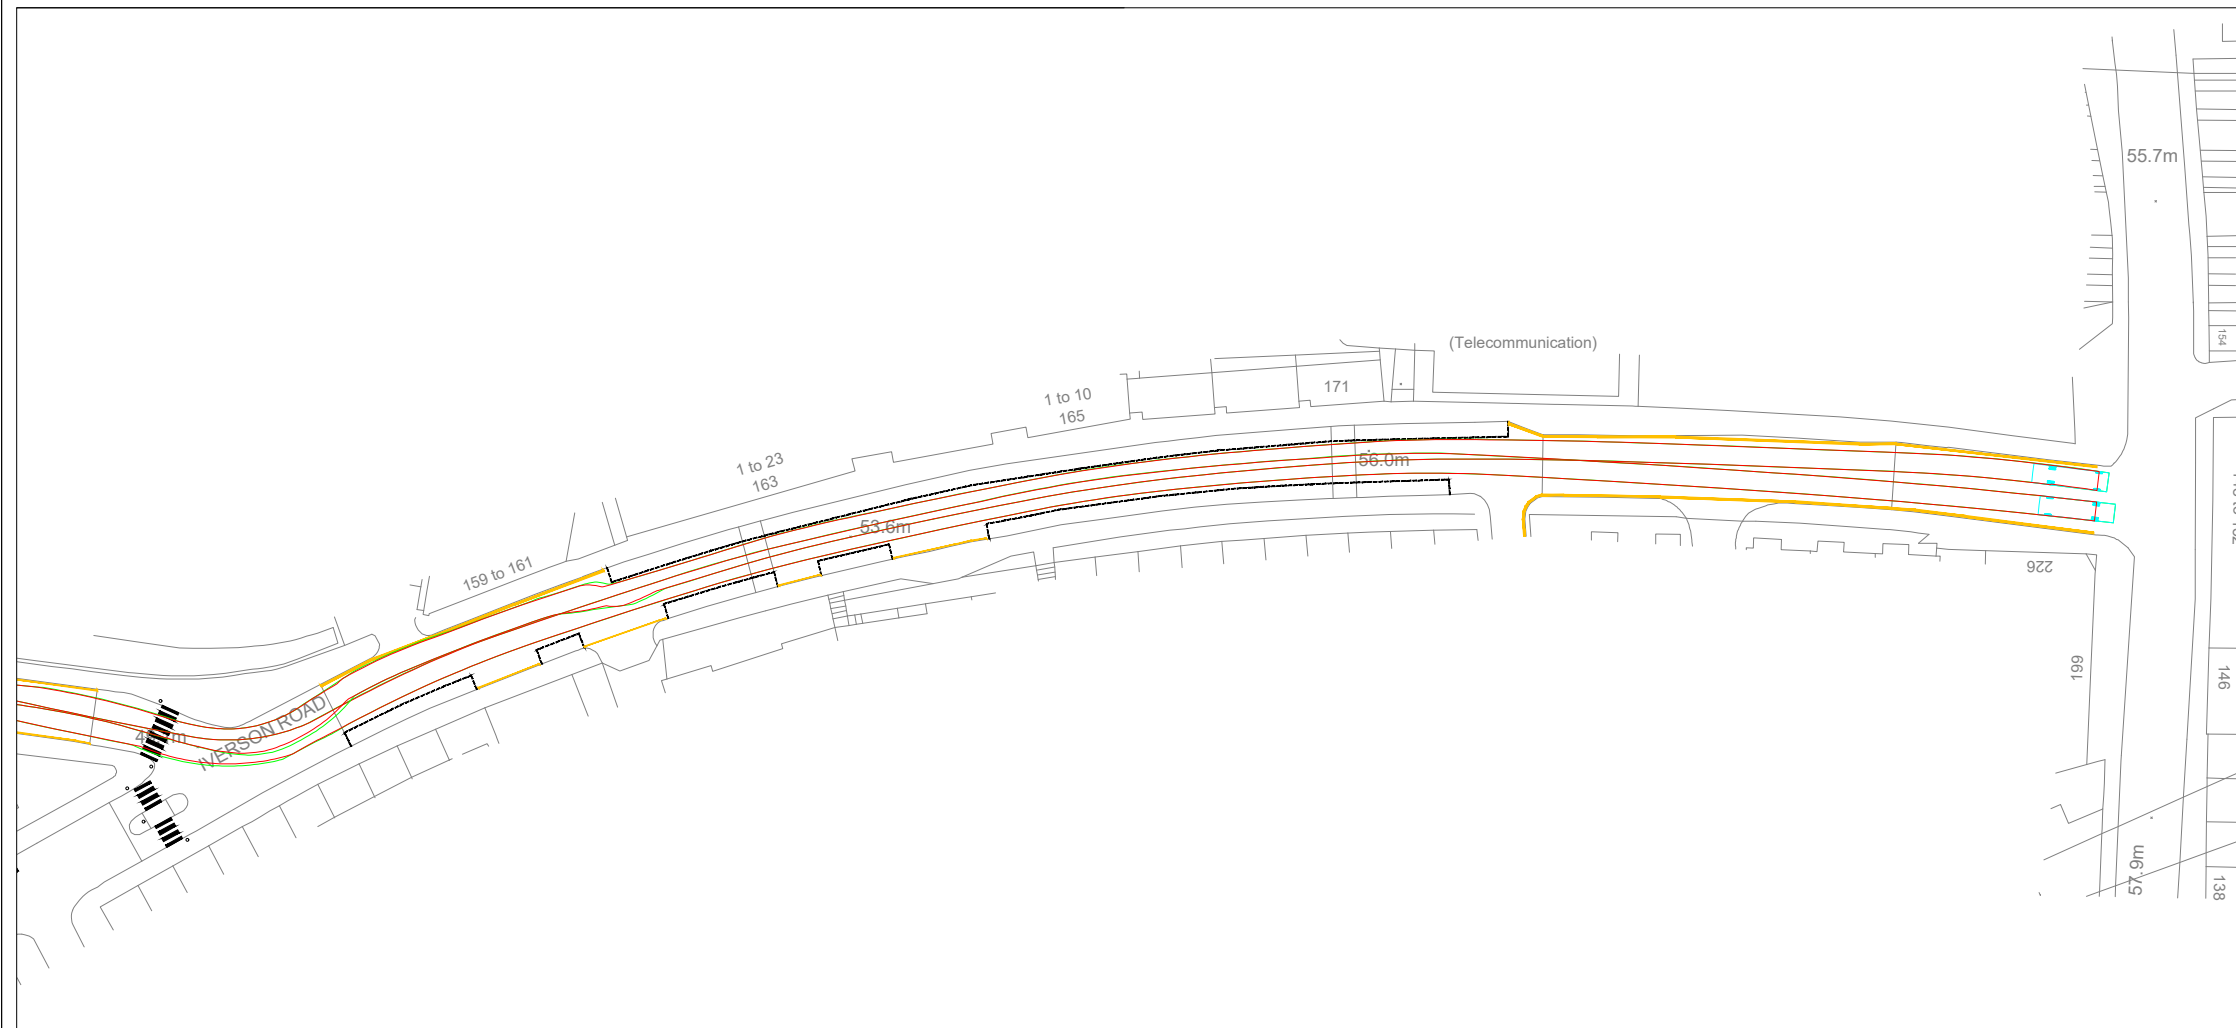 55.7m
154
(Telecommunication)
171
1 to 10
165
1 to 23
163
56.0m
53.6m
159 to 161
226
199
146
IVERSON ROAD
57.9m
138